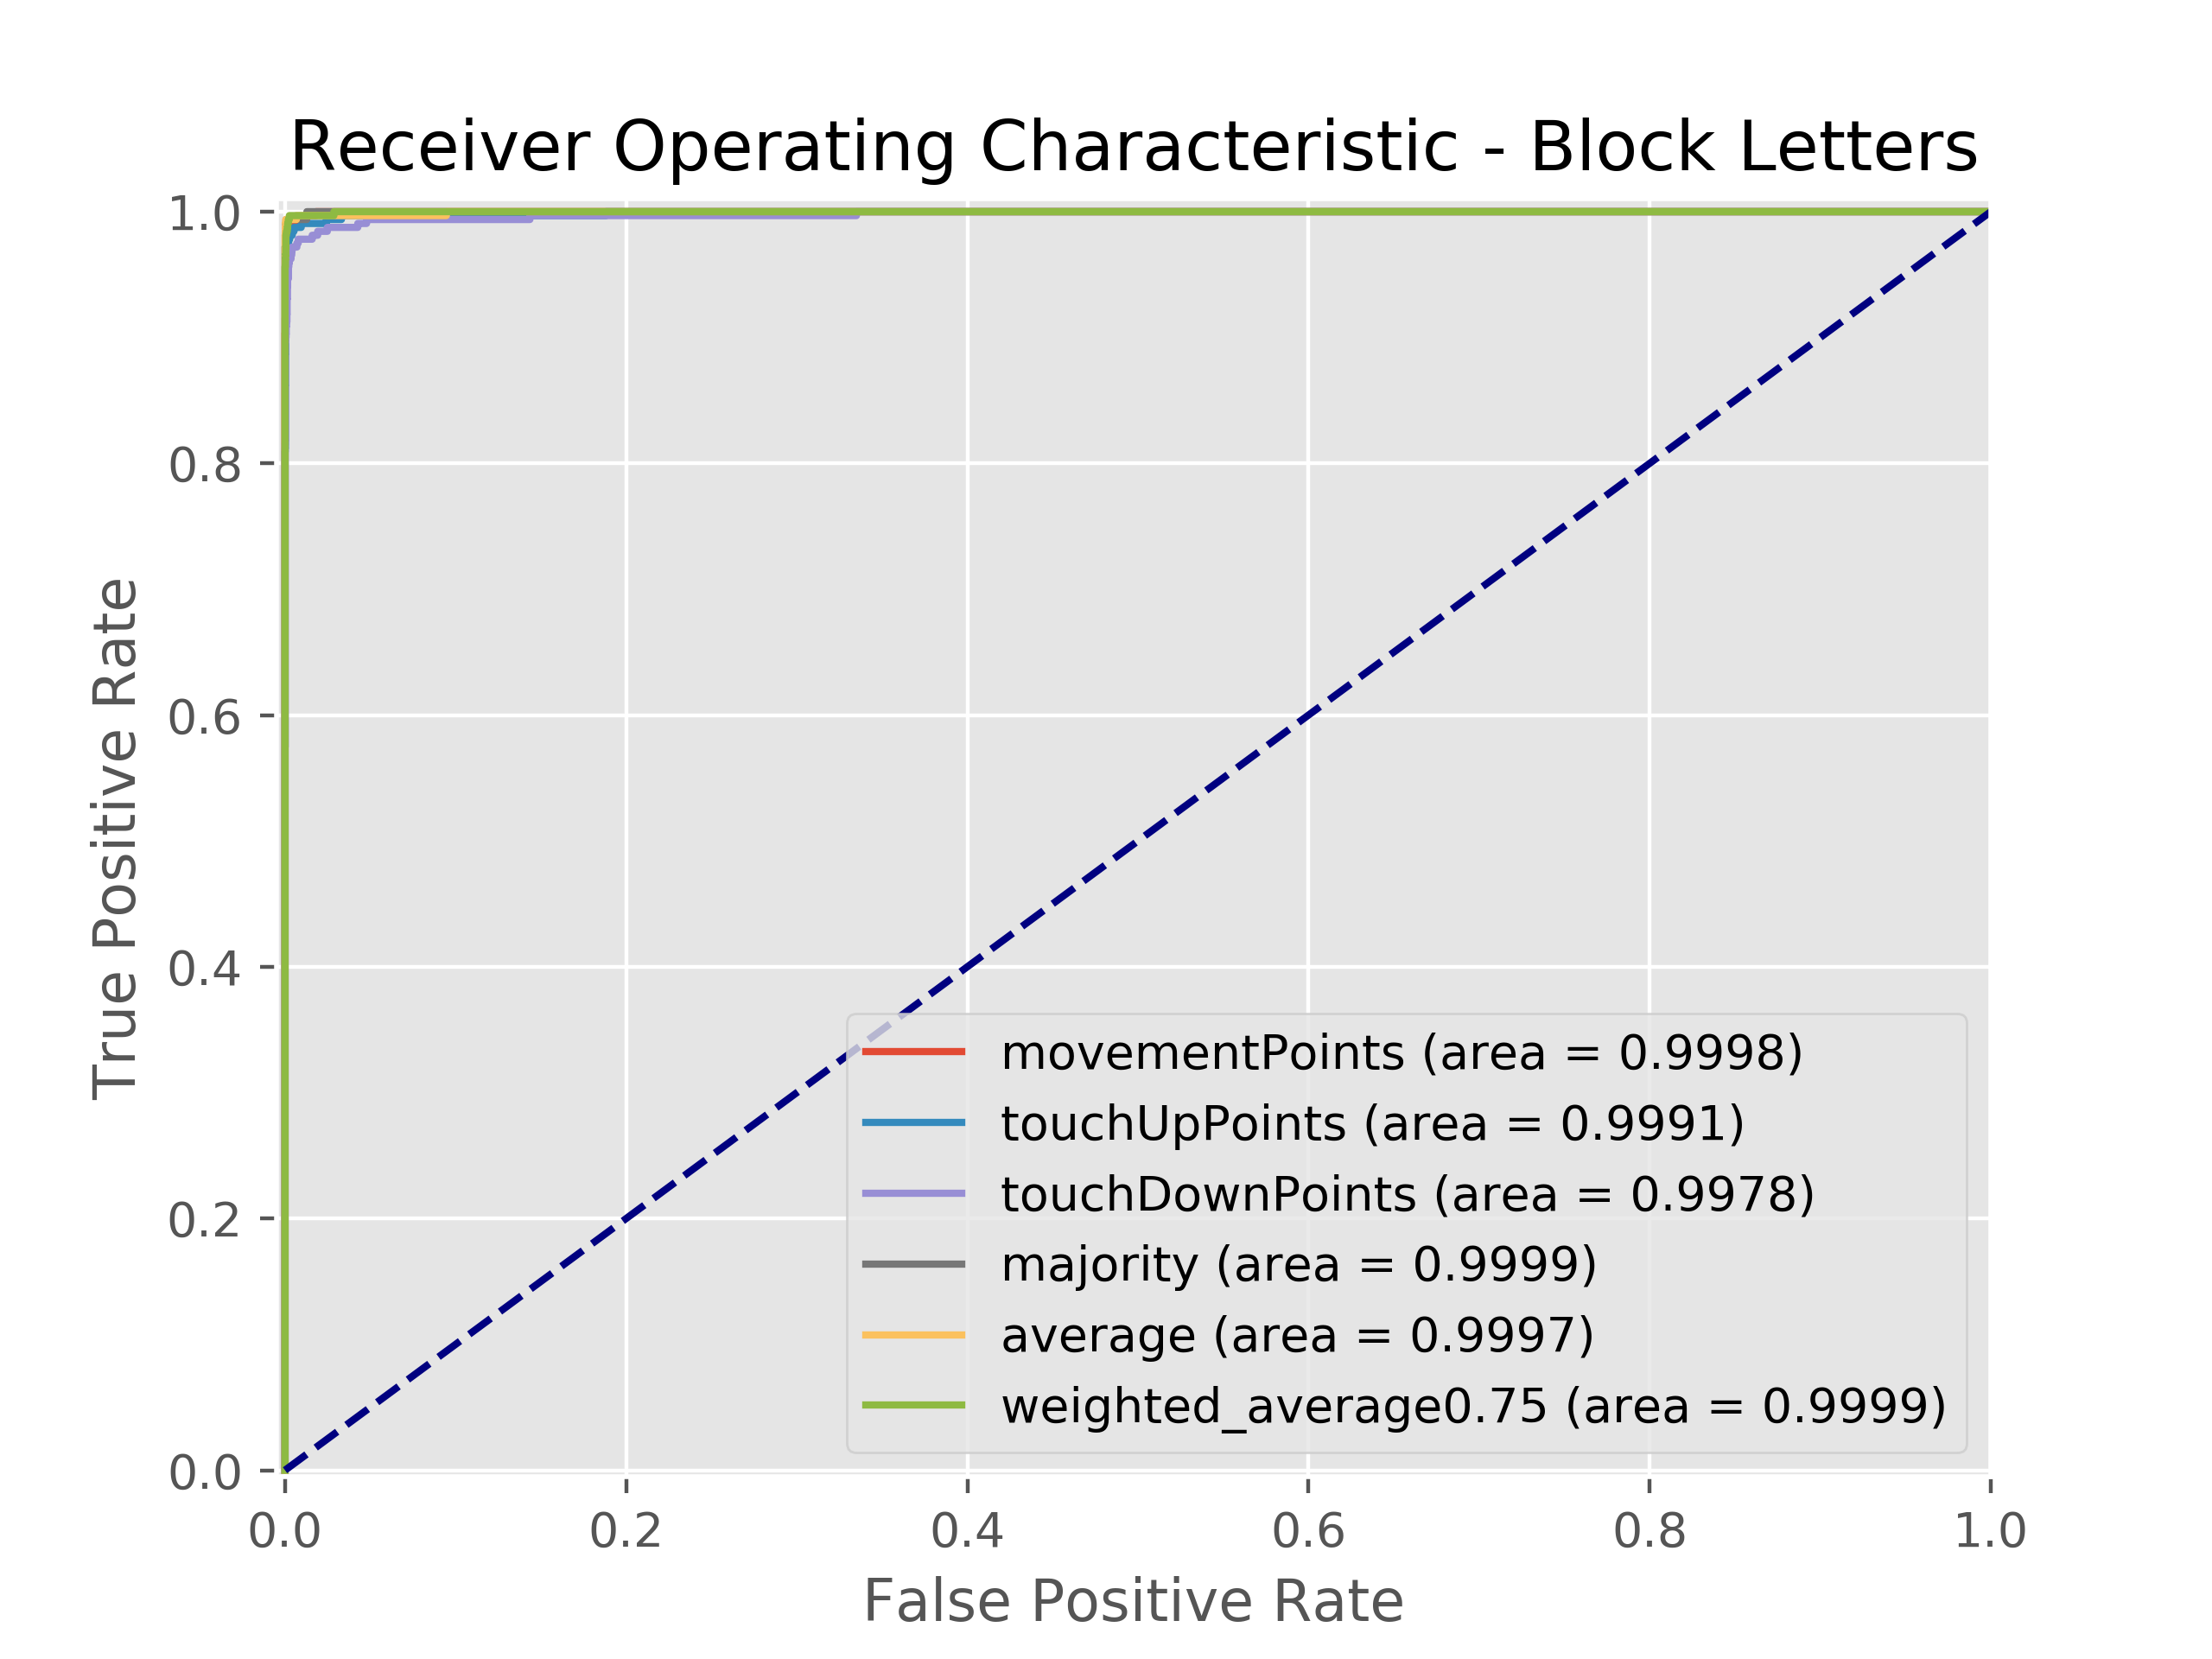 Receiver Operating Characteristic - Block Letters
1.0
0.8
0.6
0.4
0.2
0.0
True Positive Rate
movementPoints (area = 0.9998)
touchUpPoints (area = 0.9991)
touchDownPoints (area = 0.9978)
majority (area = 0.9999)
average (area = 0.9997)
weighted_average0.75 (area = 0.9999)
0.0 0.2 0.4 0.6 0.8 1.0
False Positive Rate